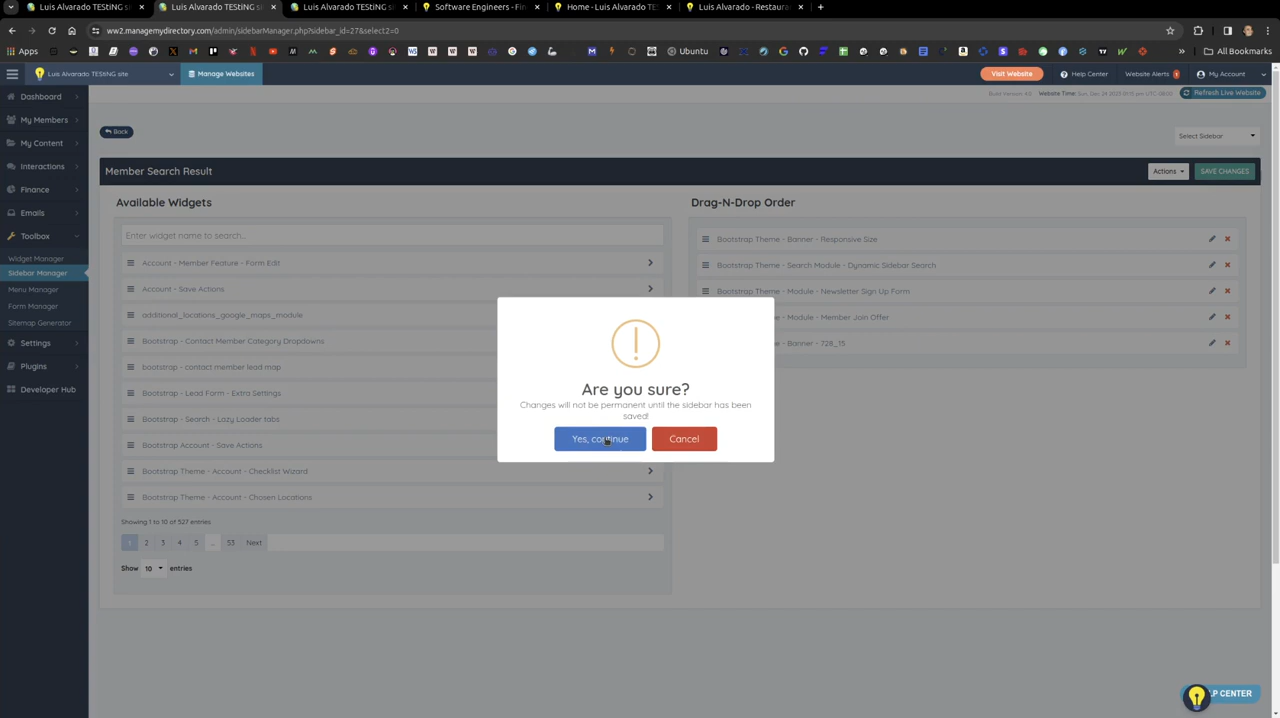 Luis Alvarado TEStiNG si
Luis Alvarado TEStiNG si
Luis Alvarado TEStiNG si
Software Engineers - Fin
Home - Luis Alvarado TES
Luis Alvarado - Restaura
ww2.managemydirectory.com/admin/sidebarManager.php?sidebar_id=27&select2=0
Apps
Ubuntu
All Bookmarks
Luis Alvarado TEStiNG site
Manage Websites
Visit Website
Help Center
Website Alerts
My Account
Refresh Live Website
Dashboard
My Members
My Content
Interactions
Finance
Emails
Toolbox
Widget Manager
Sidebar Manager
Menu Manager
Form Manager
Sitemap Generator
Settings
Plugins
Developer Hub
Back
Select Sidebar
Member Search Result
Actions
SAVE CHANGES
Available Widgets
Enter widget name to search...
Account - Member Feature - Form Edit
Account - Save Actions
additional_locations_google_maps_module
Bootstrap - Contact Member Category Dropdowns
bootstrap - contact member lead map
Bootstrap - Lead Form - Extra Settings
Bootstrap - Search - Lazy Loader tabs
Bootstrap Account - Save Actions
Bootstrap Theme - Account - Checklist Wizard
Bootstrap Theme - Account - Chosen Locations
Showing 1 to 10 of 527 entries
1 2 3 4 5 ... 53 Next
Show 10 entries
Drag-N-Drop Order
Bootstrap Theme - Banner - Responsive Size
Bootstrap Theme - Search Module - Dynamic Sidebar Search
Bootstrap Theme - Module - Newsletter Sign Up Form
- Module - Member Join Offer
- Banner - 728_15
Are you sure?
Changes will not be permanent until the sidebar has been
saved!
Yes, continue
Cancel
LP CENTER